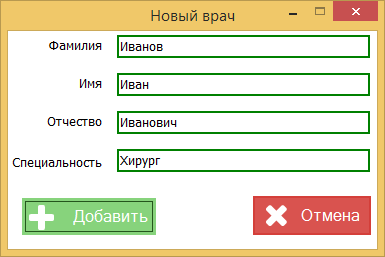 Новый врач
Фамилия Иванов
Имя Иван
Отчество Иванович
Специальность Хирург
Добавить Отмена